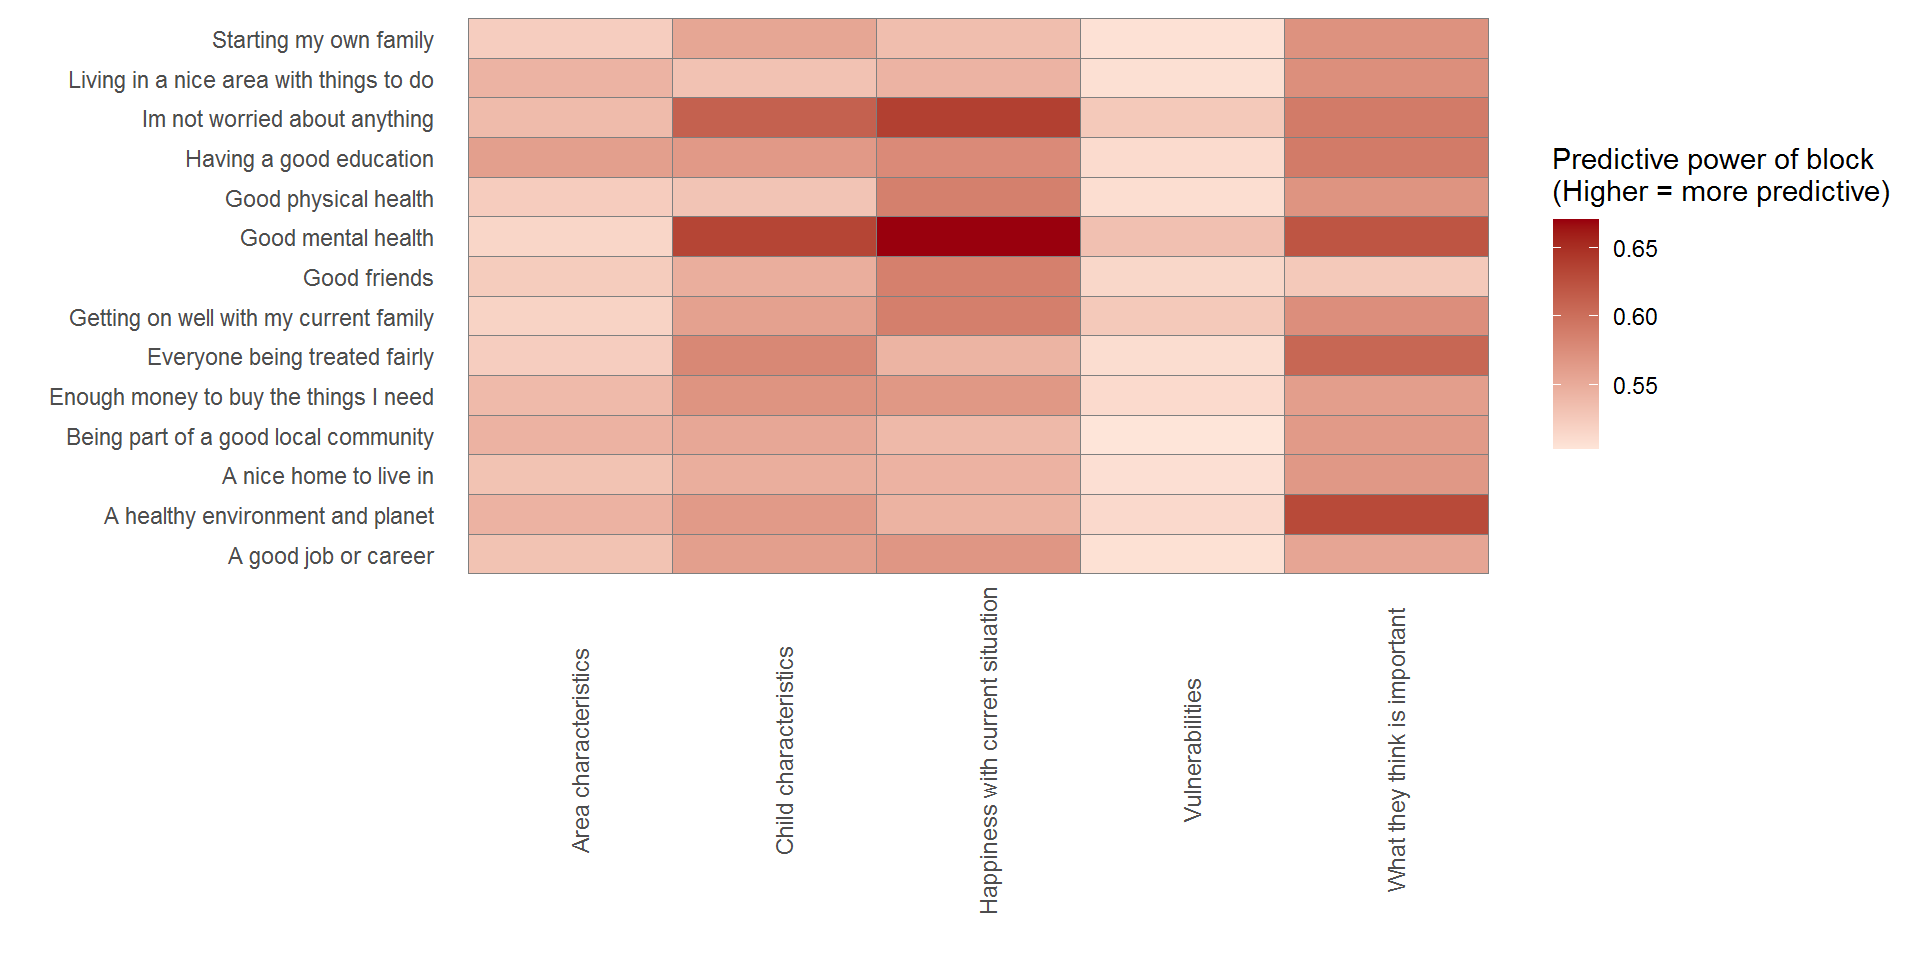 Starting my own family
Living in a nice area with things to do
Im not worried about anything
Having a good education
Good physical health
Good mental health
Good friends
Getting on well with my current family
Everyone being treated fairly
Enough money to buy the things I need
Being part of a good local community
A nice home to live in
A healthy environment and planet
A good job or career
Area characteristics
Child characteristics
Happiness with current situation
Vulnerabilities
What they think is important
Predictive power of block
(Higher = more predictive)
0.65
0.60
0.55